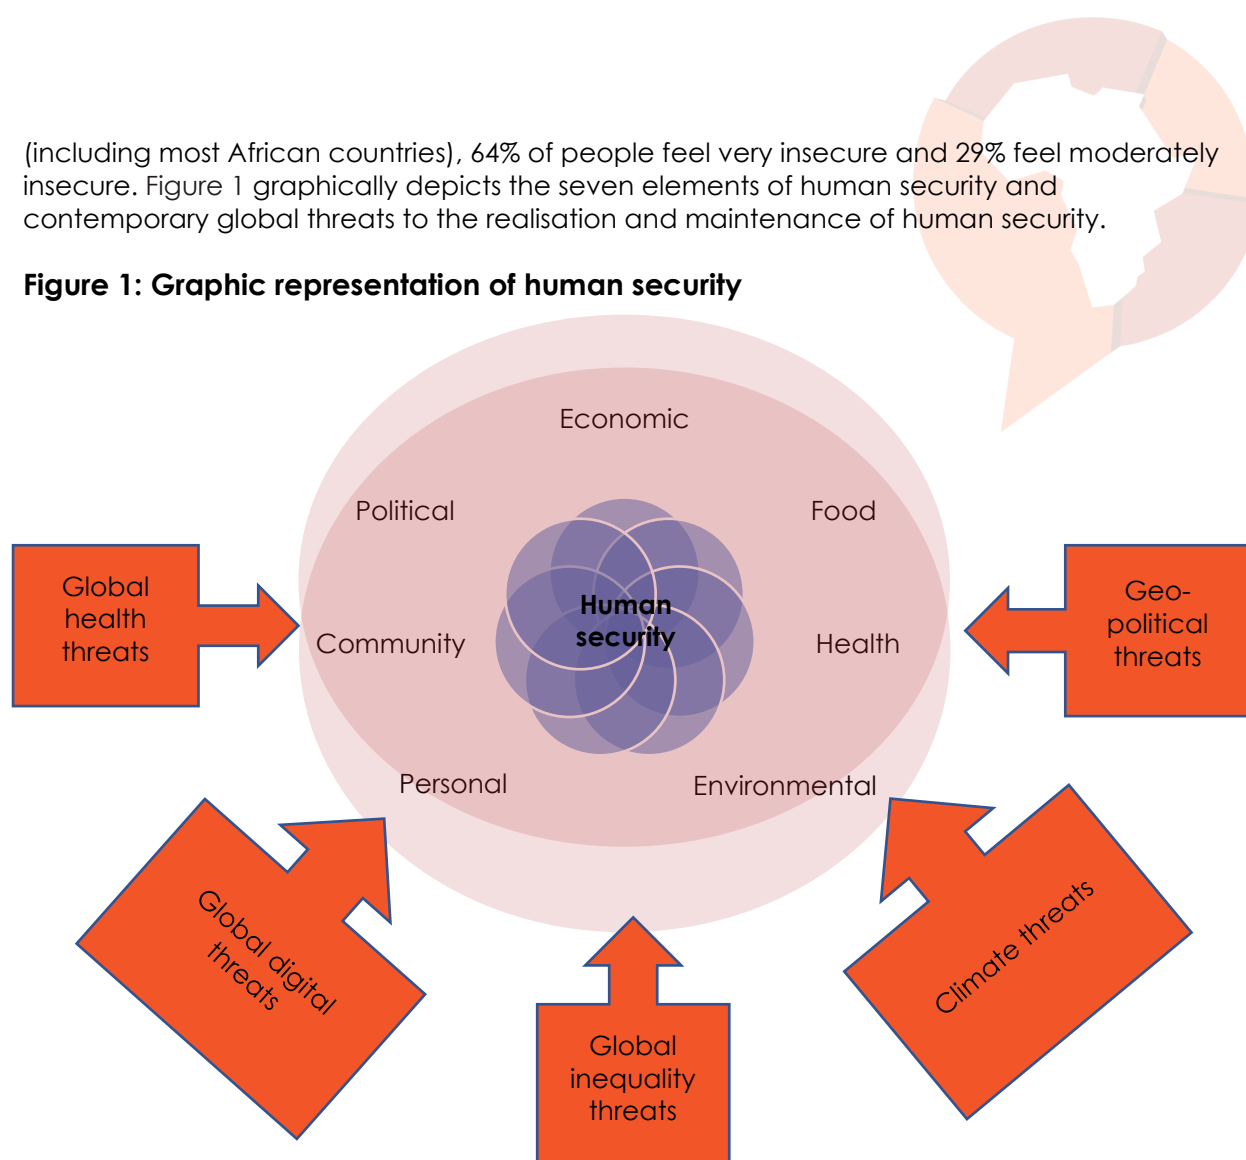 (including most African countries), 64% of people feel very insecure and 29% feel moderately
insecure. Figure 1 graphically depicts the seven elements of human security and
contemporary global threats to the realisation and maintenance of human security.
Figure 1: Graphic representation of human security
Economic
Political
Food
Human
security
Community
Health
Personal
Environmental
Global
health
threats
Geo-
political
threats
Global digital
threats
Global
inequality
threats
Climate threats